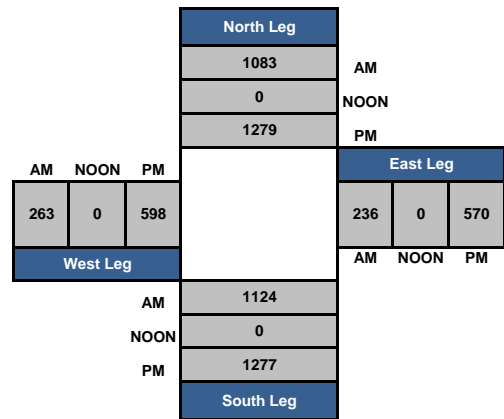 North Leg
1083 AM
0 NOON
1279 PM
AM NOON PM
East Leg
263 0 598
236 0 570
West Leg
AM NOON PM
AM 1124
NOON 0
PM 1277
South Leg